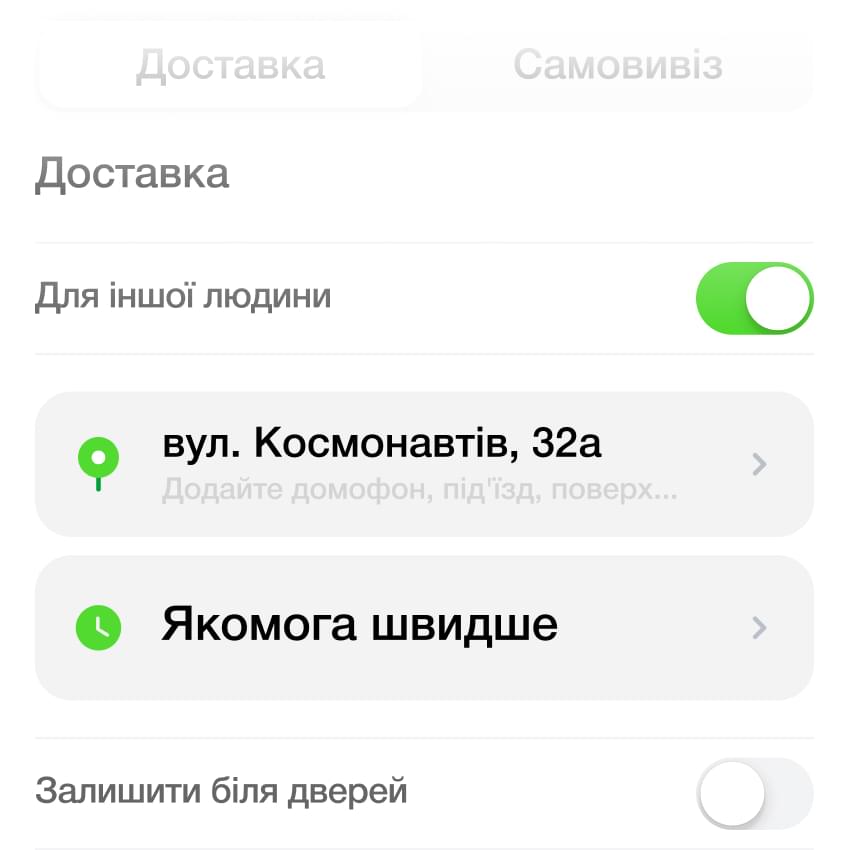 Доставка Самовивіз
Доставка
Для іншої людини
вул. Космонавтів, 32а
Додайте домофон, під'їзд, поверх...
Якомога швидше
Залишити біля дверей